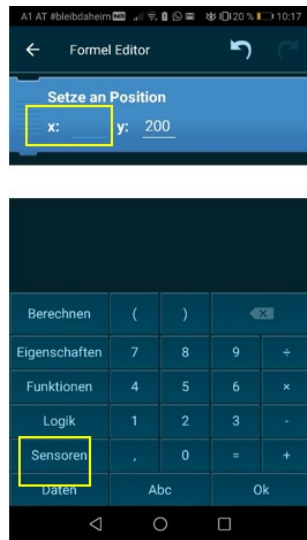 A1 AT #bleibdaheim 20 % 10:17
Formel Editor
Setze an Position
x: y: 200
Berechnen ( )
Eigenschaften 7 8 9 ÷
Funktionen 4 5 6 ×
Logik 1 2 3 -
Sensoren , 0 = +
Daten Abc Ok